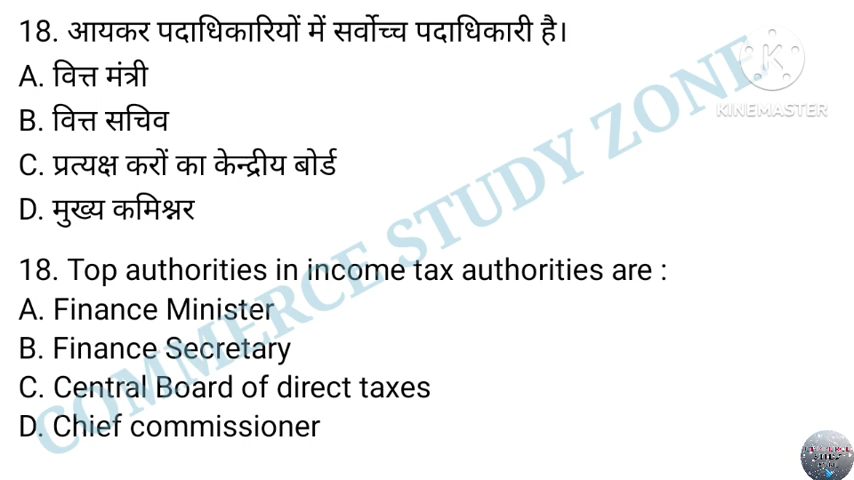 18. आयकर पदाधिकारियों में सर्वोच्च पदाधिकारी है।
A. वित्त मंत्री
B. वित्त सचिव
C. प्रत्यक्ष करों का केन्द्रीय बोर्ड
D. मुख्य कमिश्नर
18. Top authorities in income tax authorities are :
A. Finance Minister
B. Finance Secretary
C. Central Board of direct taxes
D. Chief commissioner
COMMERCE STUDY ZONE
K
KINEMASTER